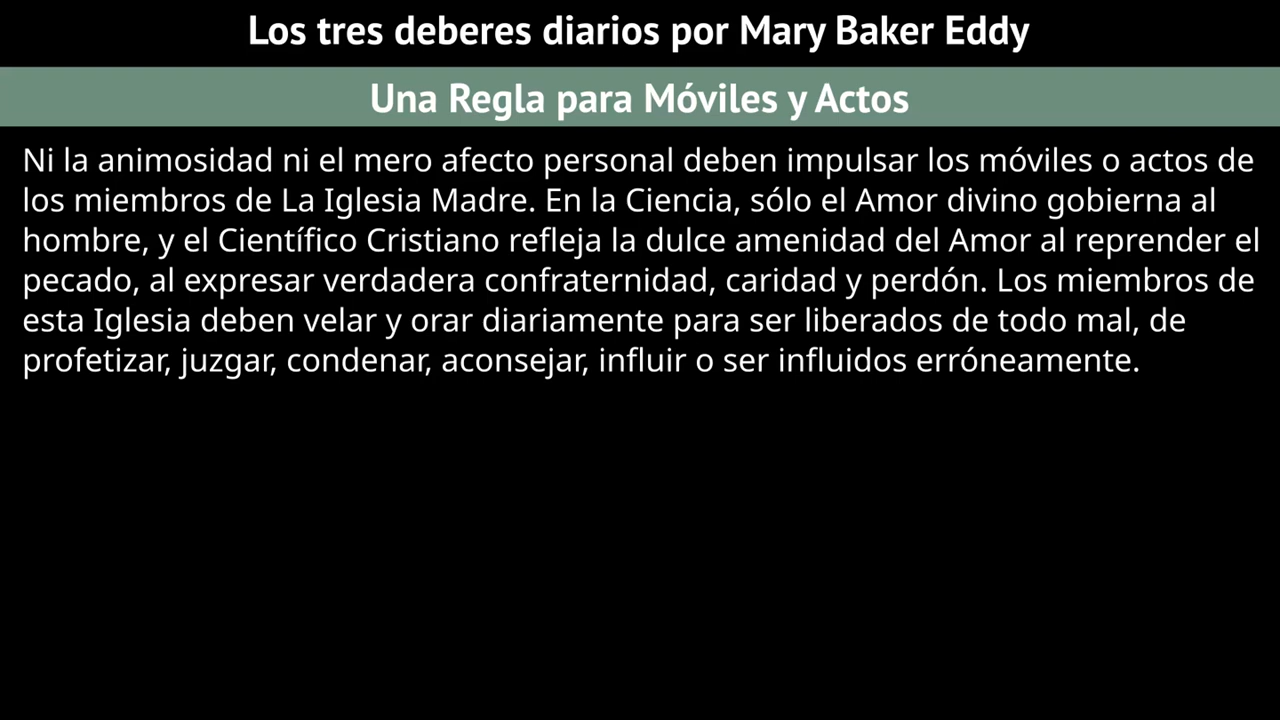 Los tres deberes diarios por Mary Baker Eddy
Una Regla para Móviles y Actos
Ni la animosidad ni el mero afecto personal deben impulsar los móviles o actos de
los miembros de La Iglesia Madre. En la Ciencia, sólo el Amor divino gobierna al
hombre, y el Científico Cristiano refleja la dulce amenidad del Amor al reprender el
pecado, al expresar verdadera confraternidad, caridad y perdón. Los miembros de
esta Iglesia deben velar y orar diariamente para ser liberados de todo mal, de
profetizar, juzgar, condenar, aconsejar, influir o ser influidos erróneamente.